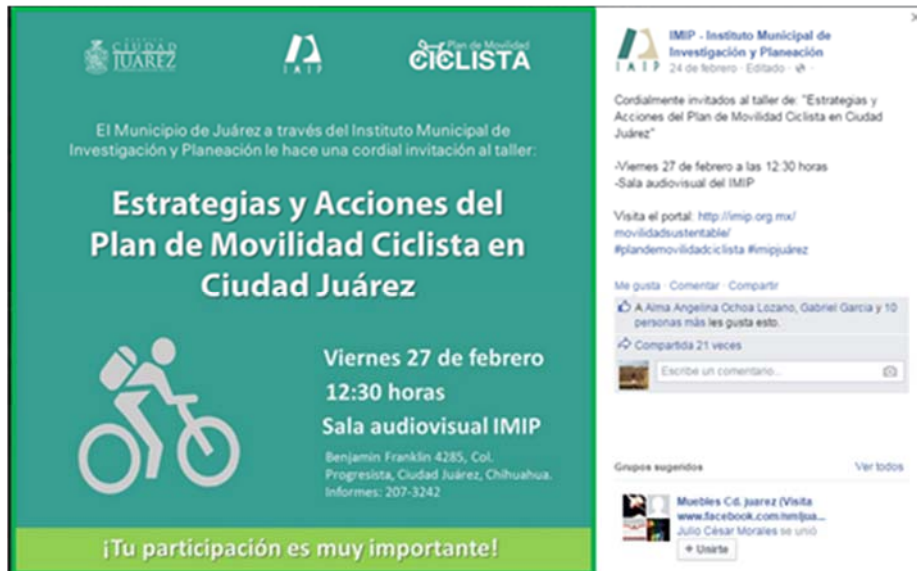 CIUDAD
JUÁREZ
IMIP
Plan de Movilidad
CICLISTA
El Municipio de Juárez a través del Instituto Municipal de
Investigación y Planeación le hace una cordial invitación al taller:
Estrategias y Acciones del
Plan de Movilidad Ciclista en
Ciudad Juárez
Viernes 27 de febrero
12:30 horas
Sala audiovisual IMIP
Benjamin Franklin 4285, Col.
Progresista, Ciudad Juárez, Chihuahua.
Informes: 207-3242
¡Tu participación es muy importante!
IMIP
IMIP - Instituto Municipal de
Investigación y Planeación
24 de febrero · Editado ·
Cordialmente invitados al taller de: "Estrategias y
Acciones del Plan de Movilidad Ciclista en Ciudad
Juárez"
-Viernes 27 de febrero a las 12:30 horas
-Sala audiovisual del IMIP
Visita el portal: http://imip.org.mx/
movilidadsustentable/
#plandemovilidadciclista #imipjuárez
Me gusta · Comentar · Compartir
A Alma Angelina Ochoa Lozano, Gabriel Garcia y 10
personas más les gusta esto.
Compartida 21 veces
Escribe un comentario...
Grupos sugeridos
Ver todos
Muebles Cd. juarez (Visita
www.facebook.com/nmljua...
Julio César Morales se unió
+ Unirte